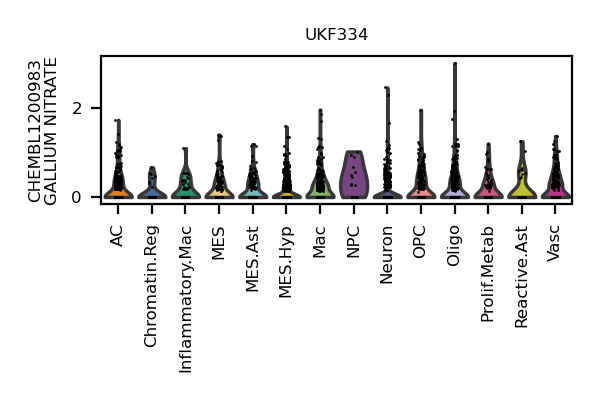 UKF334
CHEMBL1200983
GALLIUM NITRATE
2
0
AC
Chromatin.Reg
Inflammatory.Mac
MES
MES.Ast
MES.Hyp
Mac
NPC
Neuron
OPC
Oligo
Prolif.Metab
Reactive.Ast
Vasc